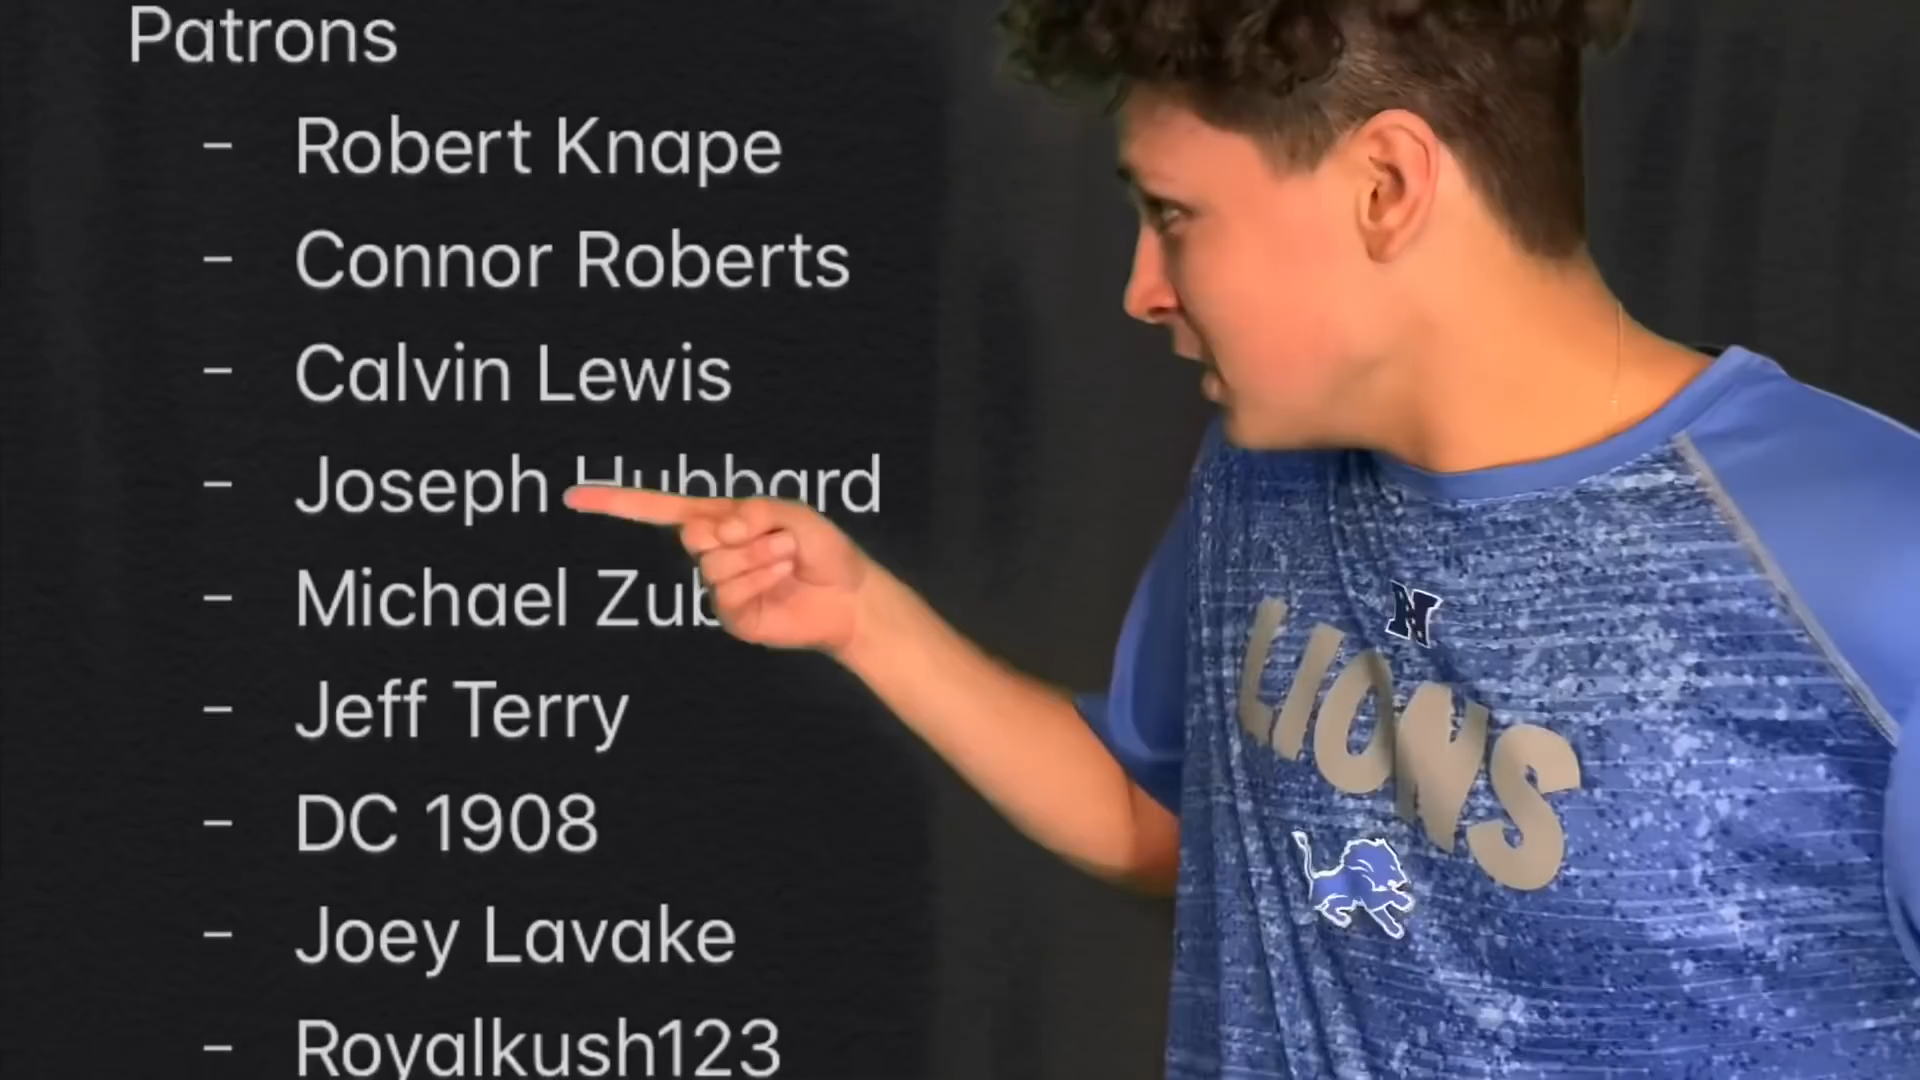 Patrons
- Robert Knape
- Connor Roberts
- Calvin Lewis
- Joseph Hubbard
- Michael
- Jeff Terry
- DC 1908
- Joey Lavake
- Royalkush123
LIONS